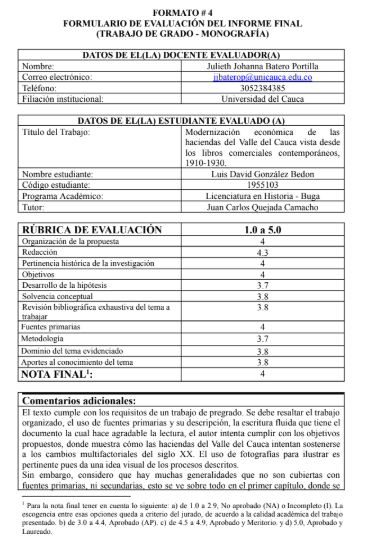 FORMATO # 4
FORMULARIO DE EVALUACIÓN DEL INFORME FINAL
(TRABAJO DE GRADO - MONOGRAFÍA)
DATOS DE EL(LA) DOCENTE EVALUADOR(A)
Nombre: Julieth Johanna Batero Portilla
Correo electrónico: jjbaterop@unicauca.edu.co
Teléfono: 3052384385
Filiación institucional: Universidad del Cauca
DATOS DE EL(LA) ESTUDIANTE EVALUADO (A)
Título del Trabajo: Modernización económica de las
haciendas del Valle del Cauca vista desde
los libros comerciales contemporáneos,
1910-1930.
Nombre estudiante: Luis David González Bedon
Código estudiante: 1955103
Programa Académico: Licenciatura en Historia - Buga
Tutor: Juan Carlos Quejada Camacho
RÚBRICA DE EVALUACIÓN 1.0 a 5.0
Organización de la propuesta 4
Redacción 4.3
Pertinencia histórica de la investigación 4
Objetivos 4
Desarrollo de la hipótesis 3.7
Solvencia conceptual 3.8
Revisión bibliográfica exhaustiva del tema a 3.8
trabajar
Fuentes primarias 4
Metodología 3.7
Dominio del tema evidenciado 3.8
Aportes al conocimiento del tema 3.8
NOTA FINAL¹: 4
Comentarios adicionales:
El texto cumple con los requisitos de un trabajo de pregrado. Se debe resaltar el trabajo
organizado, el uso de fuentes primarias y su descripción, la escritura fluida que tiene el
documento la cual hace agradable la lectura, el autor intenta cumplir con los objetivos
propuestos, donde muestra cómo las haciendas del Valle del Cauca intentan sostenerse
a los cambios multifactoriales del siglo XX. El uso de fotografías para ilustrar es
pertinente pues da una idea visual de los procesos descritos.
Sin embargo, considero que hay muchas generalidades que no son cubiertas con
fuentes primarias, ni secundarias, esto se ve sobre todo en el primer capítulo, donde se
¹ Para la nota final tener en cuenta lo siguiente: a) de 1.0 a 2.9, No aprobado (NA) o Incompleto (I). La
escogencia entre esas opciones queda a criterio del jurado, de acuerdo a la calidad académica del trabajo
presentado. b) de 3.0 a 4.4, Aprobado (AP). c) de 4.5 a 4.9, Aprobado y Meritorio. y d) 5.0, Aprobado y
Laureado.